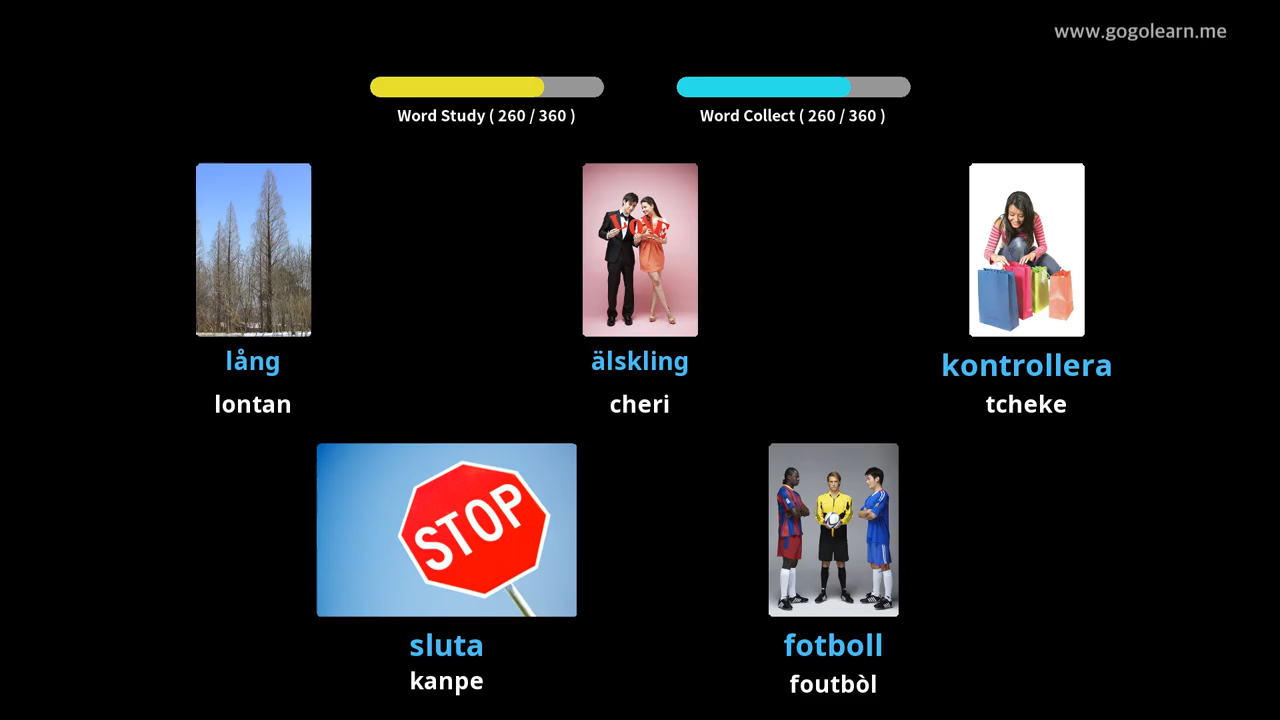 www.gogolearn.me
Word Study ( 260 / 360 )
Word Collect ( 260 / 360 )
LOVE
lång
älskling
kontrollera
lontan
cheri
tcheke
STOP
sluta
fotboll
kanpe
foutbòl